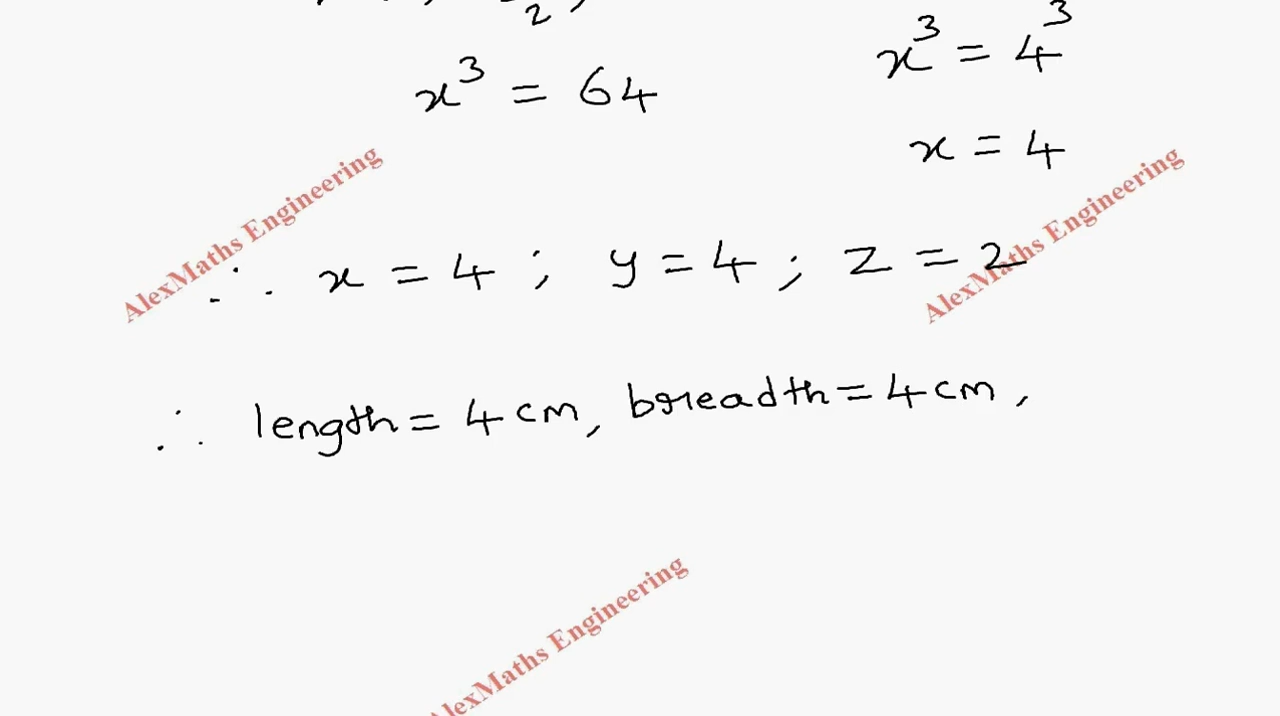 x³ = 64
x³ = 4³
x = 4
∴ x = 4 ; y = 4 ; z = 2
∴ length = 4 cm, breadth = 4 cm ,
AlexMaths Engineering
AlexMaths Engineering
AlexMaths Engineering